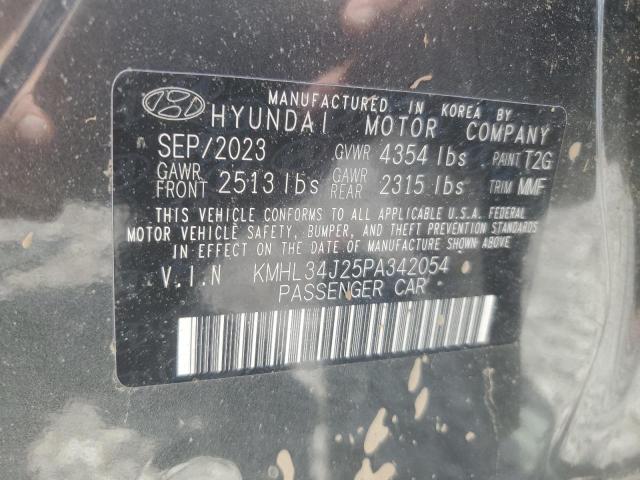 MANUFACTURED IN KOREA BY
HYUNDAI MOTOR COMPANY
SEP/2023 GVWR 4354 lbs PAINT T2G
GAWR FRONT 2513 lbs GAWR REAR 2315 lbs TRIM MMF
THIS VEHICLE CONFORMS TO ALL APPLICABLE U.S.A. FEDERAL
MOTOR VEHICLE SAFETY, BUMPER, AND THEFT PREVENTION STANDARDS
IN EFFECT ON THE DATE OF MANUFACTURE SHOWN ABOVE.
V.I.N KMHL34J25PA342054
PASSENGER CAR